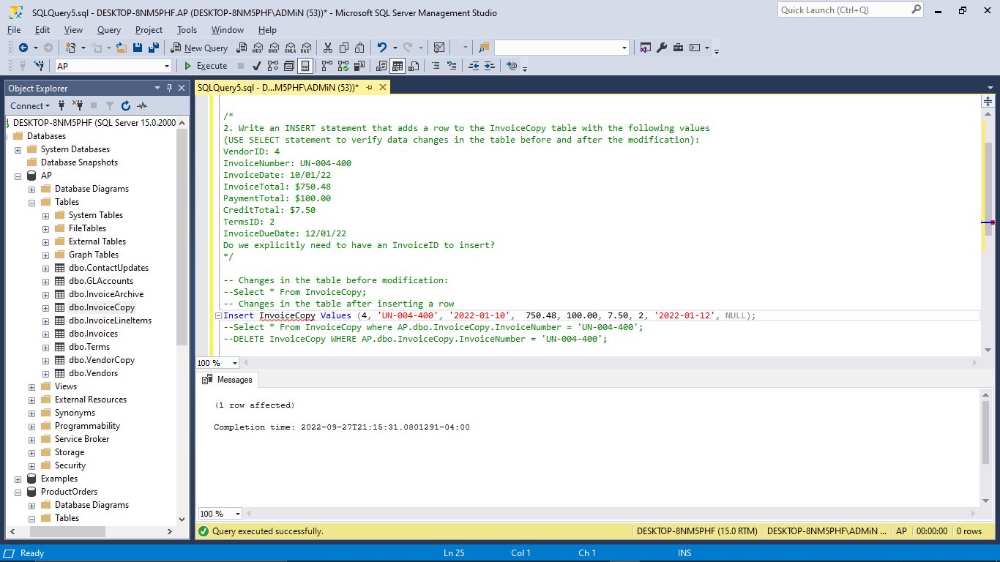 SQLQuery5.sql - DESKTOP-8NM5PHF.AP (DESKTOP-8NM5PHF\ADMiN (53))* - Microsoft SQL Server Management Studio
Quick Launch (Ctrl+Q)
File Edit View Query Project Tools Window Help
New Query MDX DMX XMLA DAX
AP Execute
Object Explorer
SQLQuery5.sql - D...M5PHF\ADMiN (53))*
Connect
DESKTOP-8NM5PHF (SQL Server 15.0.2000
Databases
System Databases
Database Snapshots
AP
Database Diagrams
Tables
System Tables
FileTables
External Tables
Graph Tables
dbo.ContactUpdates
dbo.GLAccounts
dbo.InvoiceArchive
dbo.InvoiceCopy
dbo.InvoiceLineItems
dbo.Invoices
dbo.Terms
dbo.VendorCopy
dbo.Vendors
Views
External Resources
Synonyms
Programmability
Service Broker
Storage
Security
Examples
ProductOrders
Database Diagrams
Tables
/*
2. Write an INSERT statement that adds a row to the InvoiceCopy table with the following values
(USE SELECT statement to verify data changes in the table before and after the modification):
VendorID: 4
InvoiceNumber: UN-004-400
InvoiceDate: 10/01/22
InvoiceTotal: $750.48
PaymentTotal: $100.00
CreditTotal: $7.50
TermsID: 2
InvoiceDueDate: 12/01/22
Do we explicitly need to have an InvoiceID to insert?
*/
-- Changes in the table before modification:
--Select * From InvoiceCopy;
-- Changes in the table after inserting a row
Insert InvoiceCopy Values (4, 'UN-004-400', '2022-01-10',  750.48, 100.00, 7.50, 2, '2022-01-12', NULL);
--Select * From InvoiceCopy where AP.dbo.InvoiceCopy.InvoiceNumber = 'UN-004-400';
--DELETE InvoiceCopy WHERE AP.dbo.InvoiceCopy.InvoiceNumber = 'UN-004-400';
100 %
Messages
(1 row affected)
Completion time: 2022-09-27T21:15:31.0801291-04:00
100 %
Query executed successfully. DESKTOP-8NM5PHF (15.0 RTM) DESKTOP-8NM5PHF\ADMiN ... AP 00:00:00 0 rows
Ready Ln 25 Col 1 Ch 1 INS